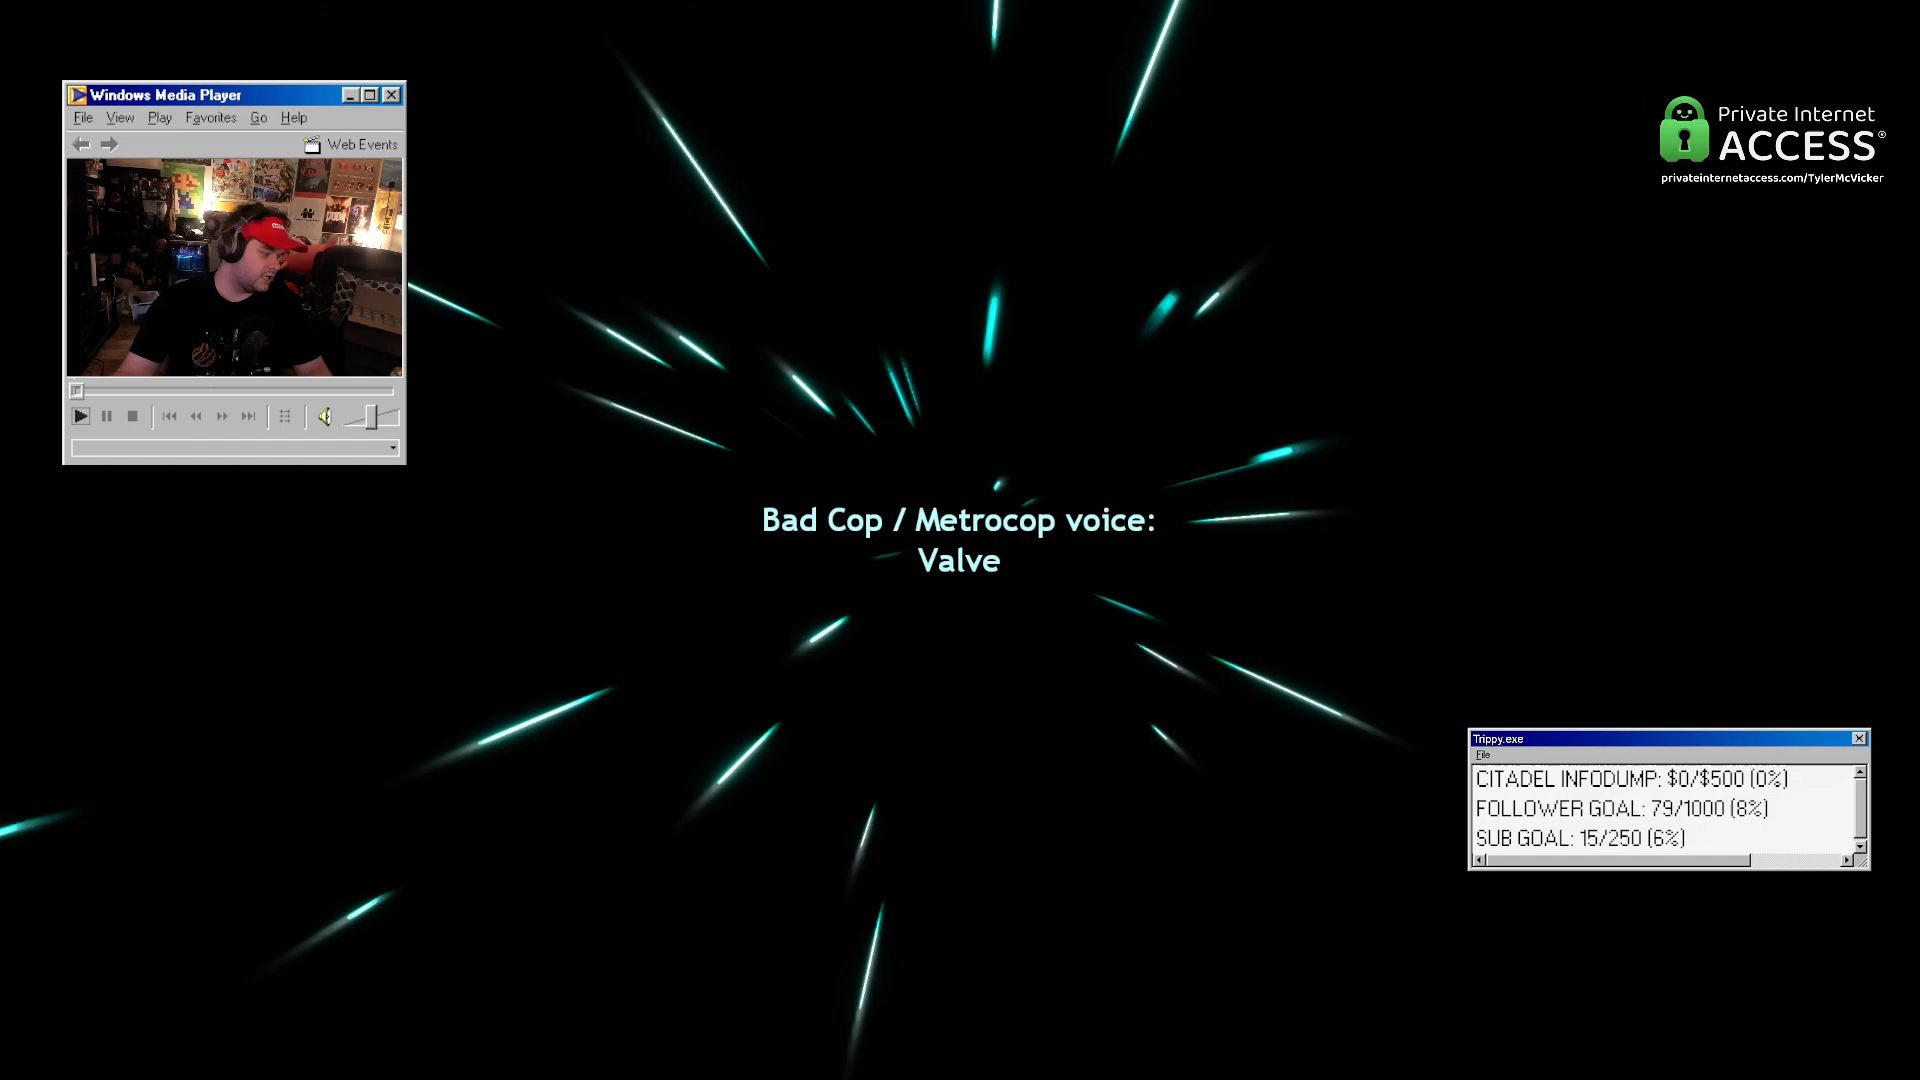 Windows Media Player
File View Play Favorites Go Help
Web Events
Private Internet
ACCESS®
privateinternetaccess.com/TylerMcVicker
Bad Cop / Metrocop voice:
Valve
Trippy.exe
File
CITADEL INFODUMP: $0/$500 (0%)
FOLLOWER GOAL: 79/1000 (8%)
SUB GOAL: 15/250 (6%)